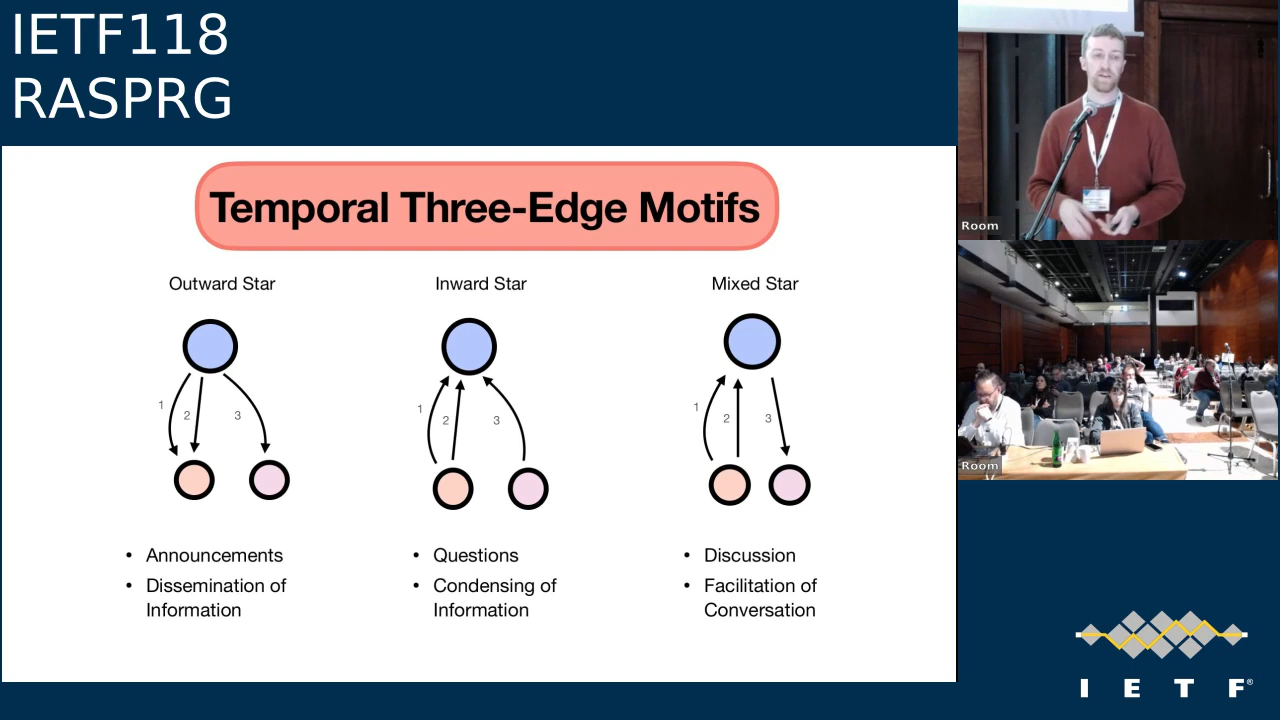 IETF118
RASPRG
Temporal Three-Edge Motifs
Outward Star
Inward Star
Mixed Star
1
2
3
1
2
3
1
2
3
• Announcements
• Dissemination of
Information
• Questions
• Condensing of
Information
• Discussion
• Facilitation of
Conversation
Room
Room
I E T F®